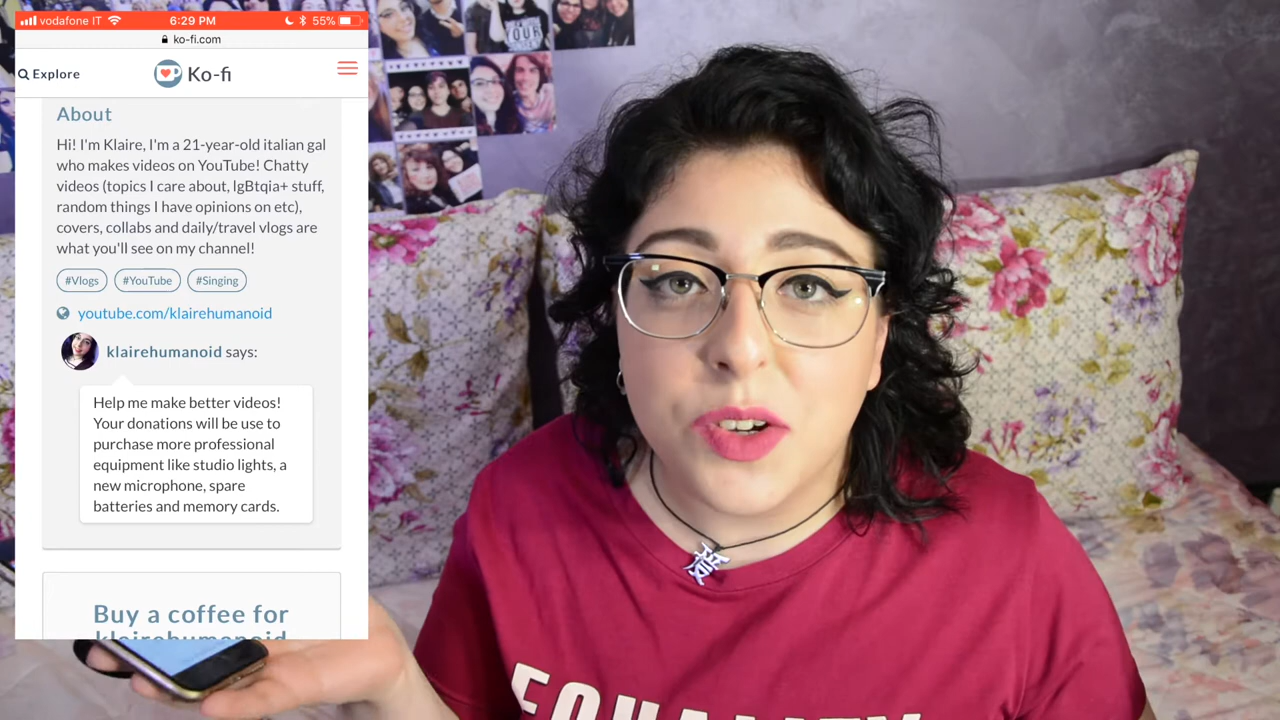 vodafone IT
6:29 PM
55%
ko-fi.com
Explore
Ko-fi
About
Hi! I'm Klaire, I'm a 21-year-old italian gal
who makes videos on YouTube! Chatty
videos (topics I care about, lgBtqia+ stuff,
random things I have opinions on etc),
covers, collabs and daily/travel vlogs are
what you'll see on my channel!
#Vlogs
#YouTube
#Singing
youtube.com/klairehumanoid
klairehumanoid says:
Help me make better videos!
Your donations will be use to
purchase more professional
equipment like studio lights, a
new microphone, spare
batteries and memory cards.
Buy a coffee for
klairehumanoid
YOUR
愛
EQUALITY